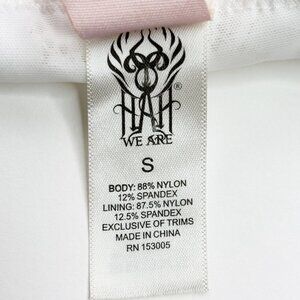 HAH®
WE ARE
S
BODY: 88% NYLON
12% SPANDEX
LINING: 87.5% NYLON
12.5% SPANDEX
EXCLUSIVE OF TRIMS
MADE IN CHINA
RN 153005